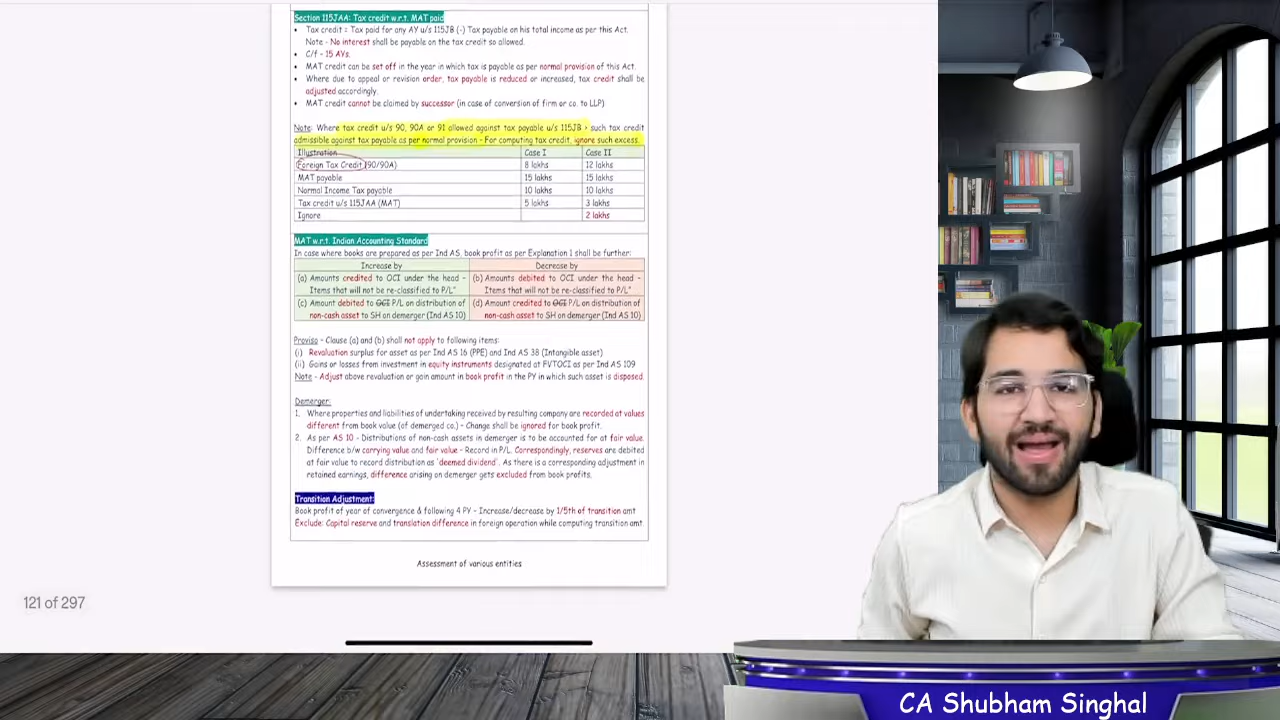 Section 115JAA: Tax credit w.r.t. MAT paid
• Tax credit = Tax paid for any AY u/s 115JB (-) Tax payable on his total income as per this Act.
Note - No interest shall be payable on the tax credit so allowed.
• C/f - 15 AYs.
• MAT credit can be set off in the year in which tax is payable as per normal provision of this Act.
• Where due to appeal or revision order, tax payable is reduced or increased, tax credit shall be
adjusted accordingly.
• MAT credit cannot be claimed by successor (in case of conversion of firm or co. to LLP)
Note: Where tax credit u/s 90, 90A or 91 allowed against tax payable u/s 115JB > such tax credit
admissible against tax payable as per normal provision - For computing tax credit, ignore such excess.
Illustration Case I Case II
Foreign Tax Credit (90/90A) 8 lakhs 12 lakhs
MAT payable 15 lakhs 15 lakhs
Normal Income Tax payable 10 lakhs 10 lakhs
Tax credit u/s 115JAA (MAT) 5 lakhs 3 lakhs
Ignore 2 lakhs
MAT w.r.t. Indian Accounting Standard
In case where books are prepared as per Ind AS, book profit as per Explanation 1 shall be further:
Increase by Decrease by
(a) Amounts credited to OCI under the head - (b) Amounts debited to OCI under the head -
Items that will not be re-classified to P/L" Items that will not be re-classified to P/L"
(c) Amount debited to OCI P/L on distribution of (d) Amount credited to OCI P/L on distribution of
non-cash asset to SH on demerger (Ind AS 10) non-cash asset to SH on demerger (Ind AS 10)
Proviso - Clause (a) and (b) shall not apply to following items:
(i) Revaluation surplus for asset as per Ind AS 16 (PPE) and Ind AS 38 (Intangible asset)
(ii) Gains or losses from investment in equity instruments designated at FVTOCI as per Ind AS 109
Note - Adjust above revaluation or gain amount in book profit in the PY in which such asset is disposed.
Demerger:
1. Where properties and liabilities of undertaking received by resulting company are recorded at values
different from book value (of demerged co.) - Change shall be ignored for book profit.
2. As per AS 10 - Distributions of non-cash assets in demerger is to be accounted for at fair value.
Difference b/w carrying value and fair value - Record in P/L. Correspondingly, reserves are debited
at fair value to record distribution as 'deemed dividend'. As there is a corresponding adjustment in
retained earnings, difference arising on demerger gets excluded from book profits.
Transition Adjustment:
Book profit of year of convergence & following 4 PY - Increase/decrease by 1/5th of transition amt
Exclude: Capital reserve and translation difference in foreign operation while computing transition amt.
Assessment of various entities
121 of 297
CA Shubham Singhal